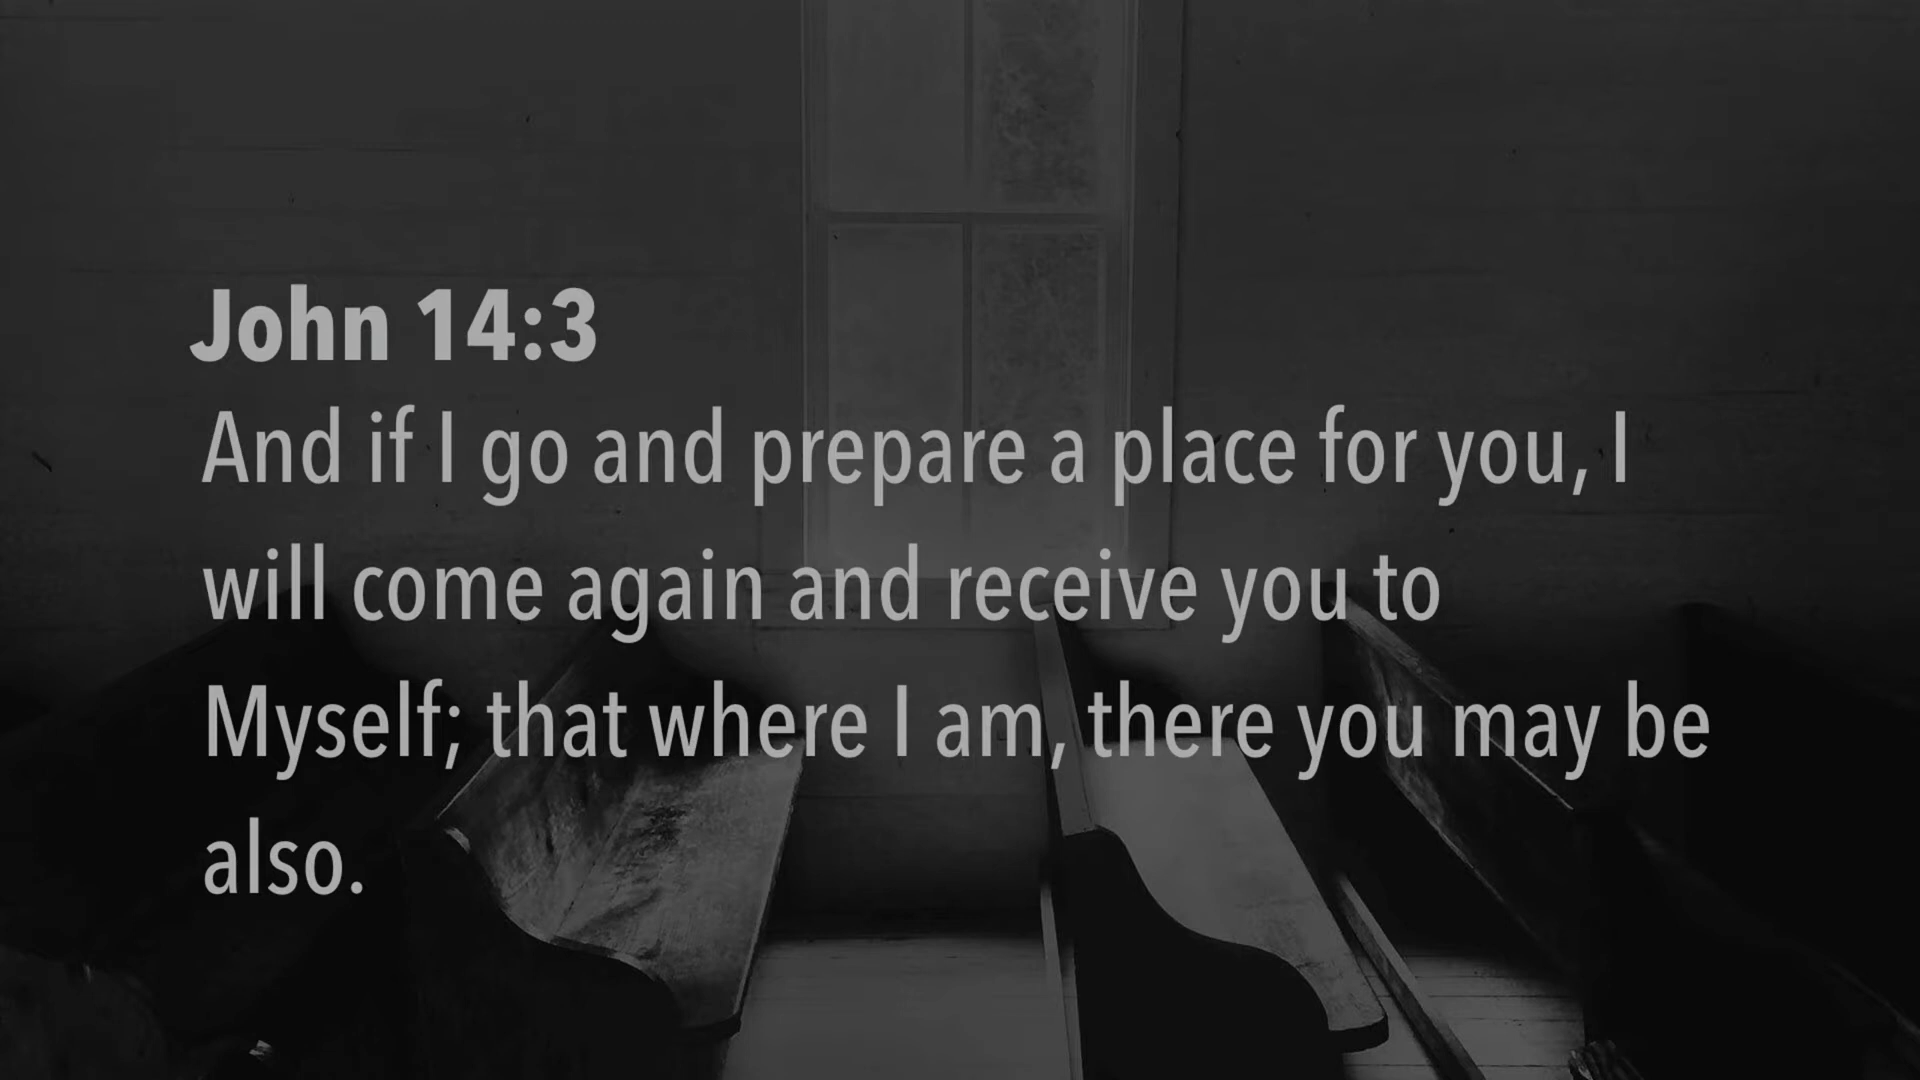 John 14:3
And if I go and prepare a place for you, I
will come again and receive you to
Myself; that where I am, there you may be
also.